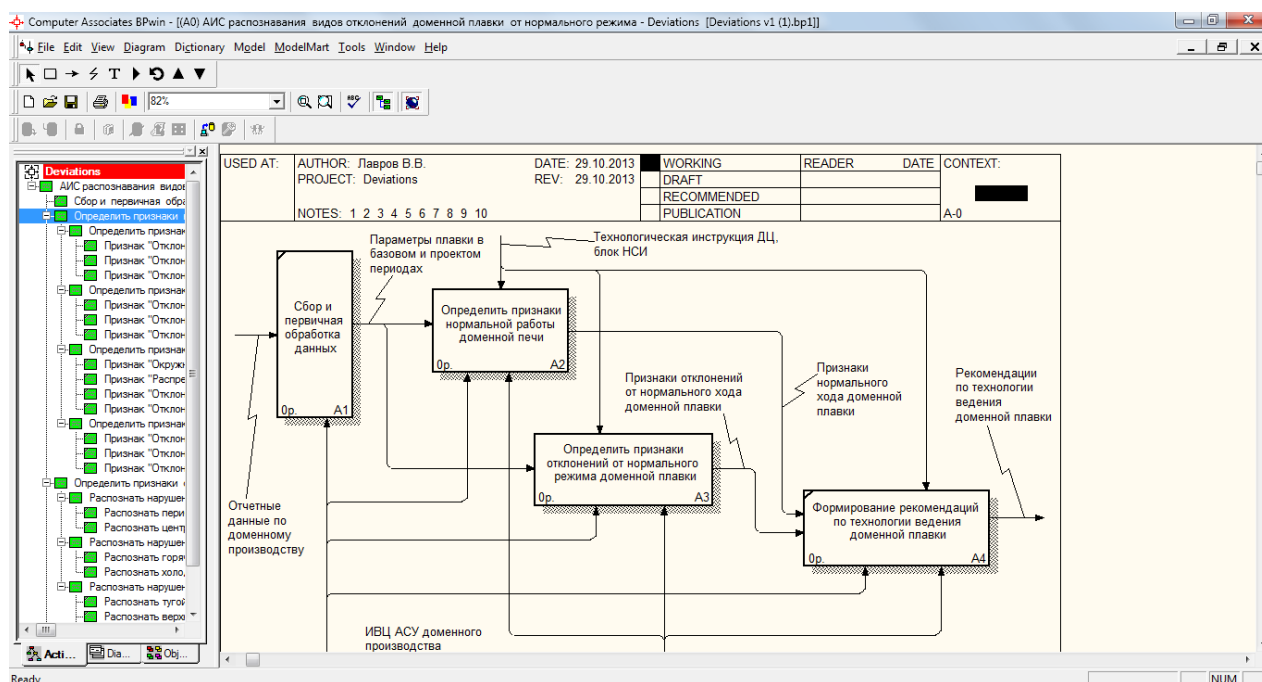 Computer Associates BPwin - [(A0) АИС распознавания видов отклонений доменной плавки от нормального режима - Deviations [Deviations v1 (1).bp1]]
File Edit View Diagram Dictionary Model ModelMart Tools Window Help
82%
Deviations
АИС распознавания видов
Сбор и первичная обра
Определить признаки
Определить признак
Признак "Отклон
Признак "Отклон
Признак "Отклон
Определить признак
Признак "Отклон
Признак "Отклон
Признак "Отклон
Определить признак
Признак "Окружн
Признак "Распре
Признак "Отклон
Признак "Отклон
Определить признак
Признак "Отклон
Признак "Отклон
Признак "Отклон
Определить признаки
Распознать нарушен
Распознать пери
Распознать центр
Распознать нарушен
Распознать горяч
Распознать холо,
Распознать нарушен
Распознать тугой
Распознать верхн
Acti... Dia... Obj...
USED AT: AUTHOR: Лавров В.В. DATE: 29.10.2013 WORKING READER DATE CONTEXT:
PROJECT: Deviations REV: 29.10.2013 DRAFT
RECOMMENDED
NOTES: 1 2 3 4 5 6 7 8 9 10 PUBLICATION A-0
Параметры плавки в
базовом и проектом
периодах
Технологическая инструкция ДЦ,
блок НСИ
Сбор и
первичная
обработка
данных
0р. A1
Определить признаки
нормальной работы
доменной печи
0р. A2
Признаки отклонений
от нормального хода
доменной плавки
Признаки
нормального
хода доменной
плавки
Рекомендации
по технологии
ведения
доменной плавки
Определить признаки
отклонений от нормального
режима доменной плавки
0р. A3
Отчетные
данные по
доменному
производству
Формирование рекомендаций
по технологии ведения
доменной плавки
0р. A4
ИВЦ АСУ доменного
производства
Ready NUM